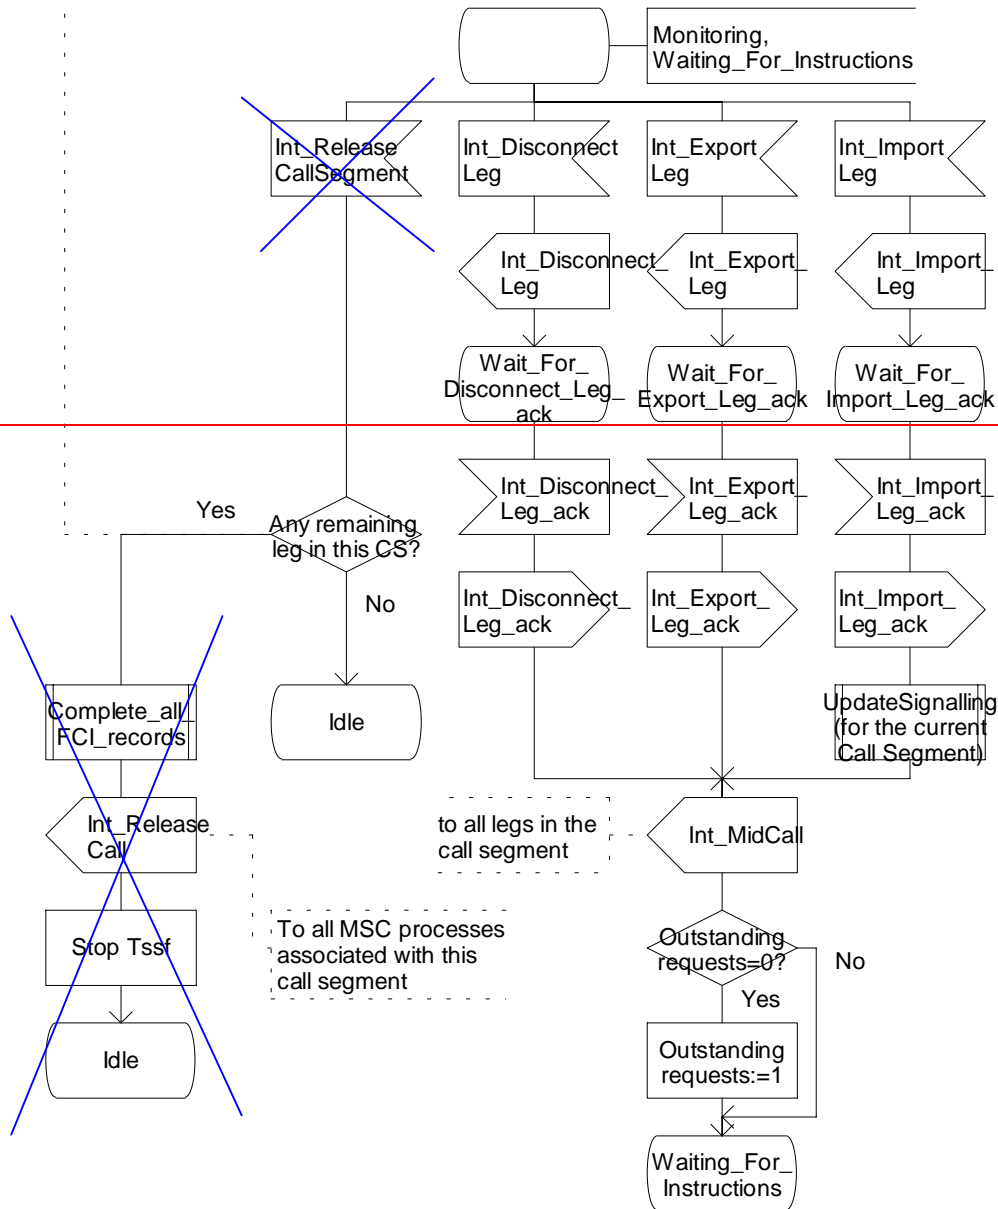 Monitoring,
Waiting_For_Instructions
Int_Release
CallSegment
Int_Disconnect
Leg
Int_Export
Leg
Int_Import
Leg
Int_Disconnect_
Leg
Int_Export_
Leg
Int_Import_
Leg
Wait_For_
Disconnect_Leg_
ack
Wait_For_
Export_Leg_ack
Wait_For_
Import_Leg_ack
Yes
Any remaining
leg in this CS?
No
Int_Disconnect_
Leg_ack
Int_Export_
Leg_ack
Int_Import_
Leg_ack
Int_Disconnect_
Leg_ack
Int_Export_
Leg_ack
Int_Import_
Leg_ack
Complete_all_
FCI_records
Idle
UpdateSignalling
(for the current
Call Segment)
Int_Release
Call
to all legs in the
call segment
Int_MidCall
Stop Tssf
To all MSC processes
associated with this
call segment
Outstanding
requests=0?
No
Yes
Idle
Outstanding
requests:=1
Waiting_For_
Instructions